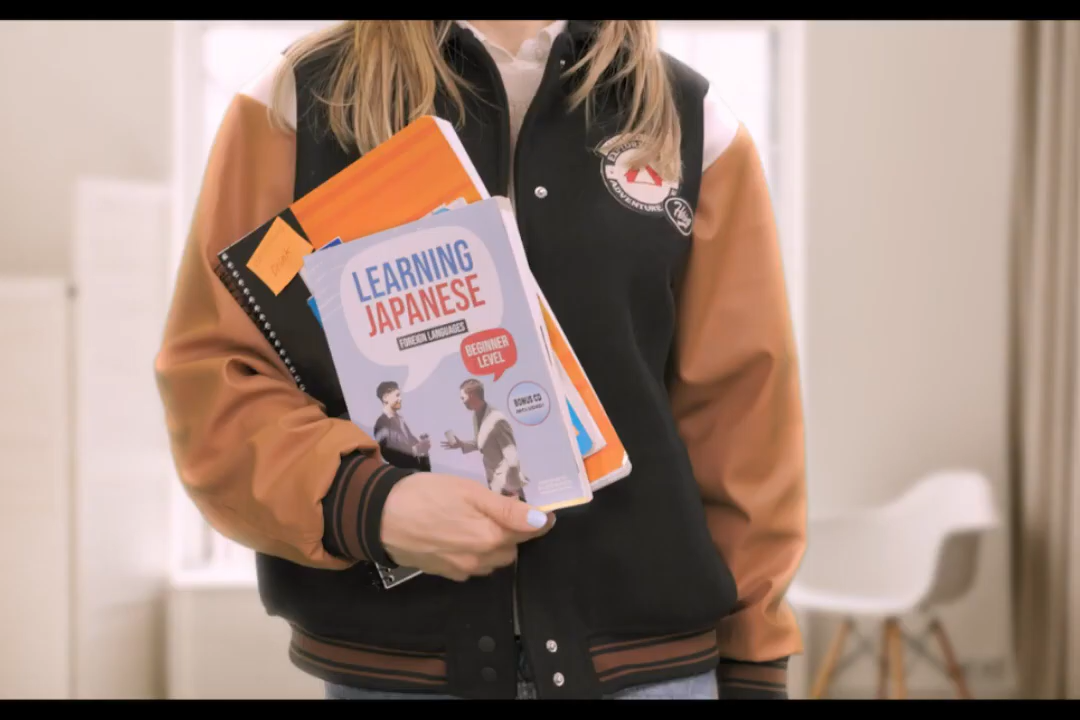 LEARNING
JAPANESE
FOREIGN LANGUAGES
BEGINNER
LEVEL
BONUS CD
ADVENTURE